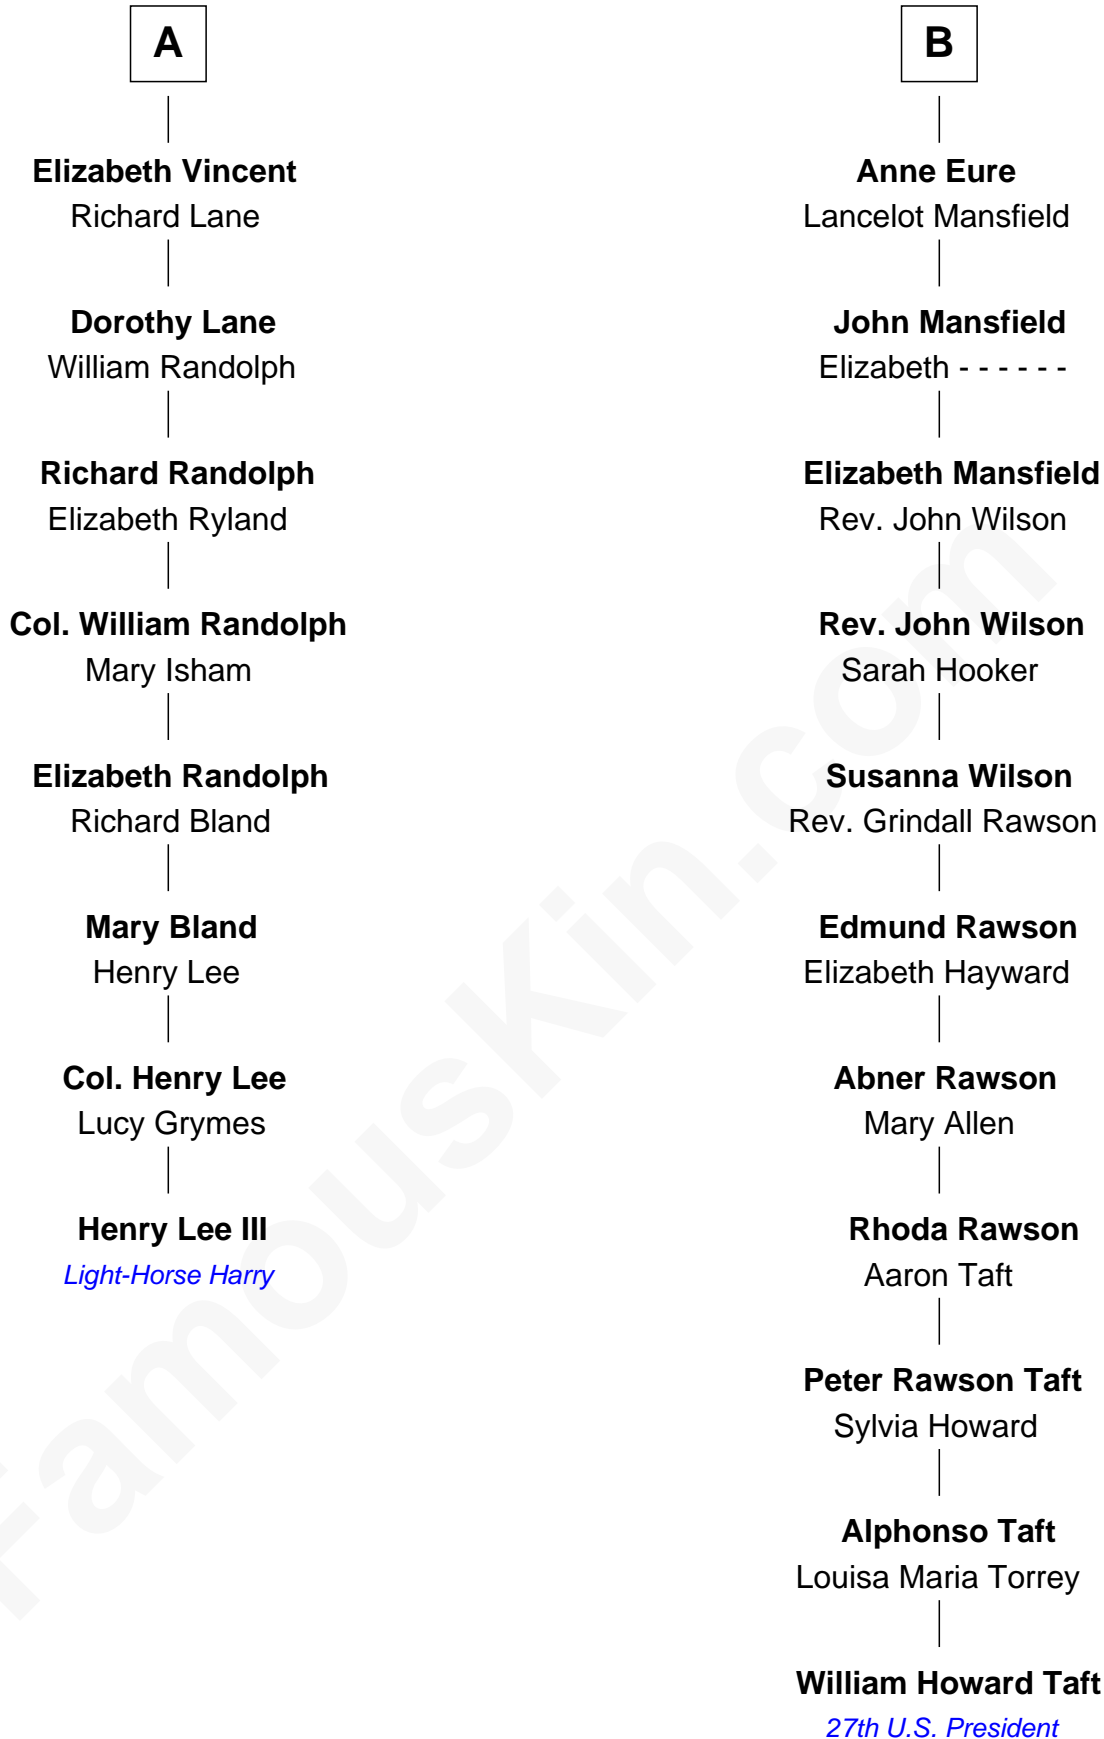 A
Elizabeth Vincent
Richard Lane
Dorothy Lane
William Randolph
Richard Randolph
Elizabeth Ryland
Col. William Randolph
Mary Isham
Elizabeth Randolph
Richard Bland
Mary Bland
Henry Lee
Col. Henry Lee
Lucy Grymes
Henry Lee III
Light-Horse Harry
B
Anne Eure
Lancelot Mansfield
John Mansfield
Elizabeth - - - - - -
Elizabeth Mansfield
Rev. John Wilson
Rev. John Wilson
Sarah Hooker
Susanna Wilson
Rev. Grindall Rawson
Edmund Rawson
Elizabeth Hayward
Abner Rawson
Mary Allen
Rhoda Rawson
Aaron Taft
Peter Rawson Taft
Sylvia Howard
Alphonso Taft
Louisa Maria Torrey
William Howard Taft
27th U.S. President
FamousKin.com